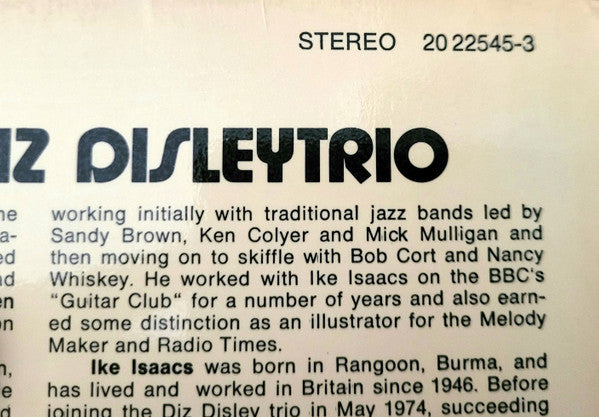 STEREO 20 22545-3
IZ DISLEYTRIO
working initially with traditional jazz bands led by
Sandy Brown, Ken Colyer and Mick Mulligan and
then moving on to skiffle with Bob Cort and Nancy
Whiskey. He worked with Ike Isaacs on the BBC's
"Guitar Club" for a number of years and also earn-
ed some distinction as an illustrator for the Melody
Maker and Radio Times.
Ike Isaacs was born in Rangoon, Burma, and
has lived and worked in Britain since 1946. Before
joining the Diz Disley trio in May 1974, succeeding